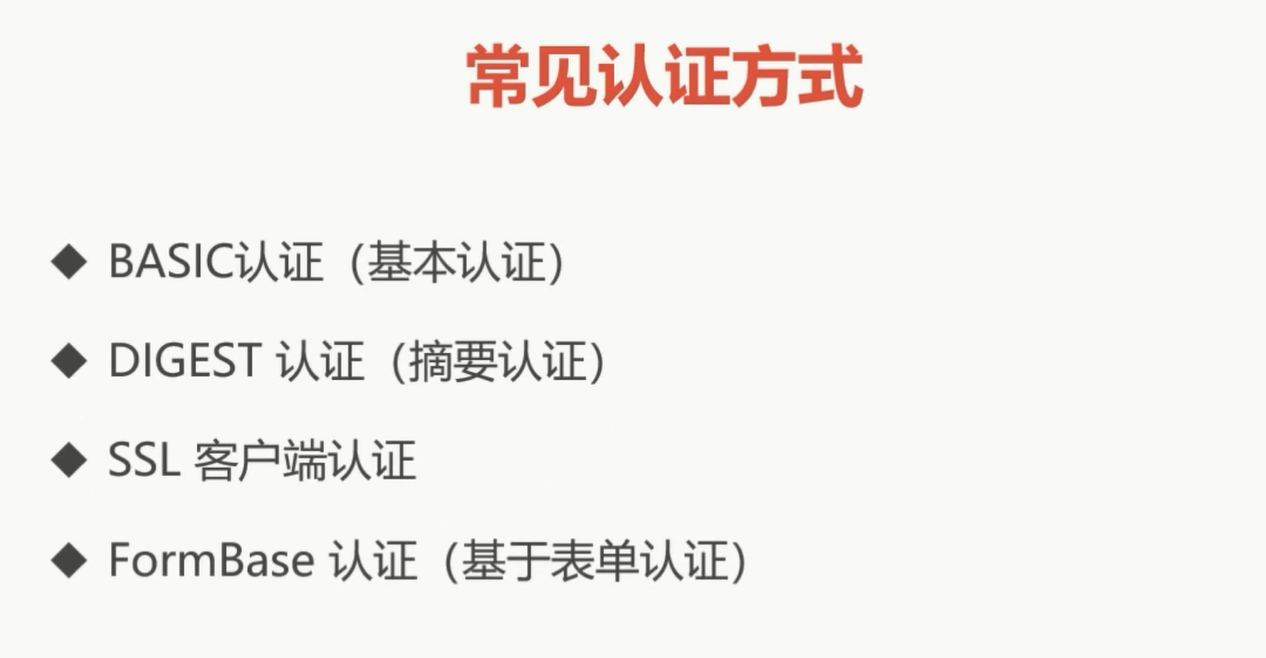 常见认证方式
◆ BASIC认证（基本认证）
◆ DIGEST 认证（摘要认证）
◆ SSL 客户端认证
◆ FormBase 认证（基于表单认证）